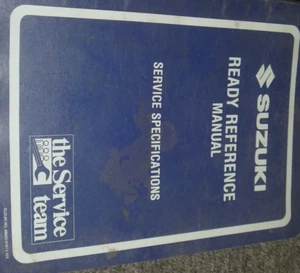 SUZUKI
READY REFERENCE
MANUAL
SERVICE SPECIFICATIONS
the Service
team